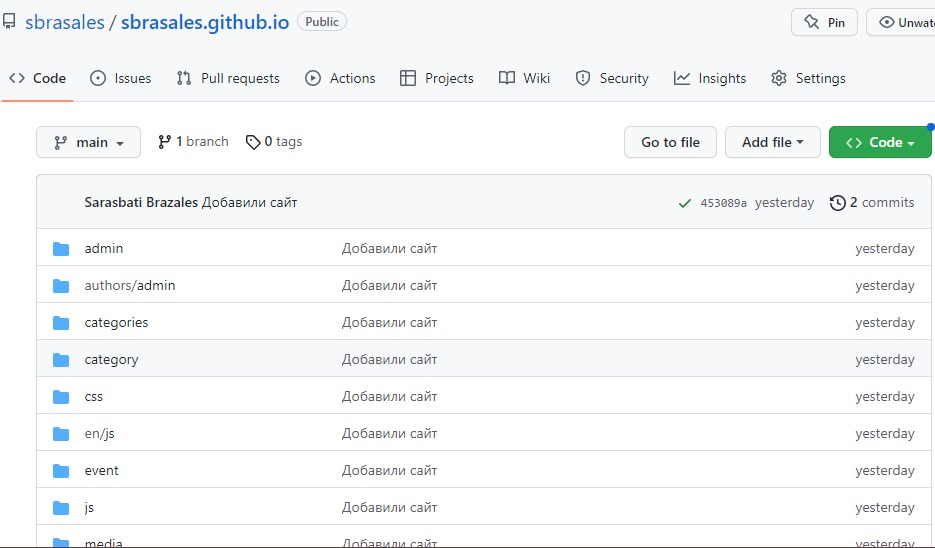 sbrasales / sbrasales.github.io Public Pin Unwat
Code Issues Pull requests Actions Projects Wiki Security Insights Settings
main 1 branch 0 tags Go to file Add file Code
Sarasbati Brazales Добавили сайт 453089a yesterday 2 commits
admin Добавили сайт yesterday
authors/admin Добавили сайт yesterday
categories Добавили сайт yesterday
category Добавили сайт yesterday
css Добавили сайт yesterday
en/js Добавили сайт yesterday
event Добавили сайт yesterday
js Добавили сайт yesterday
media Добавили сайт yesterday